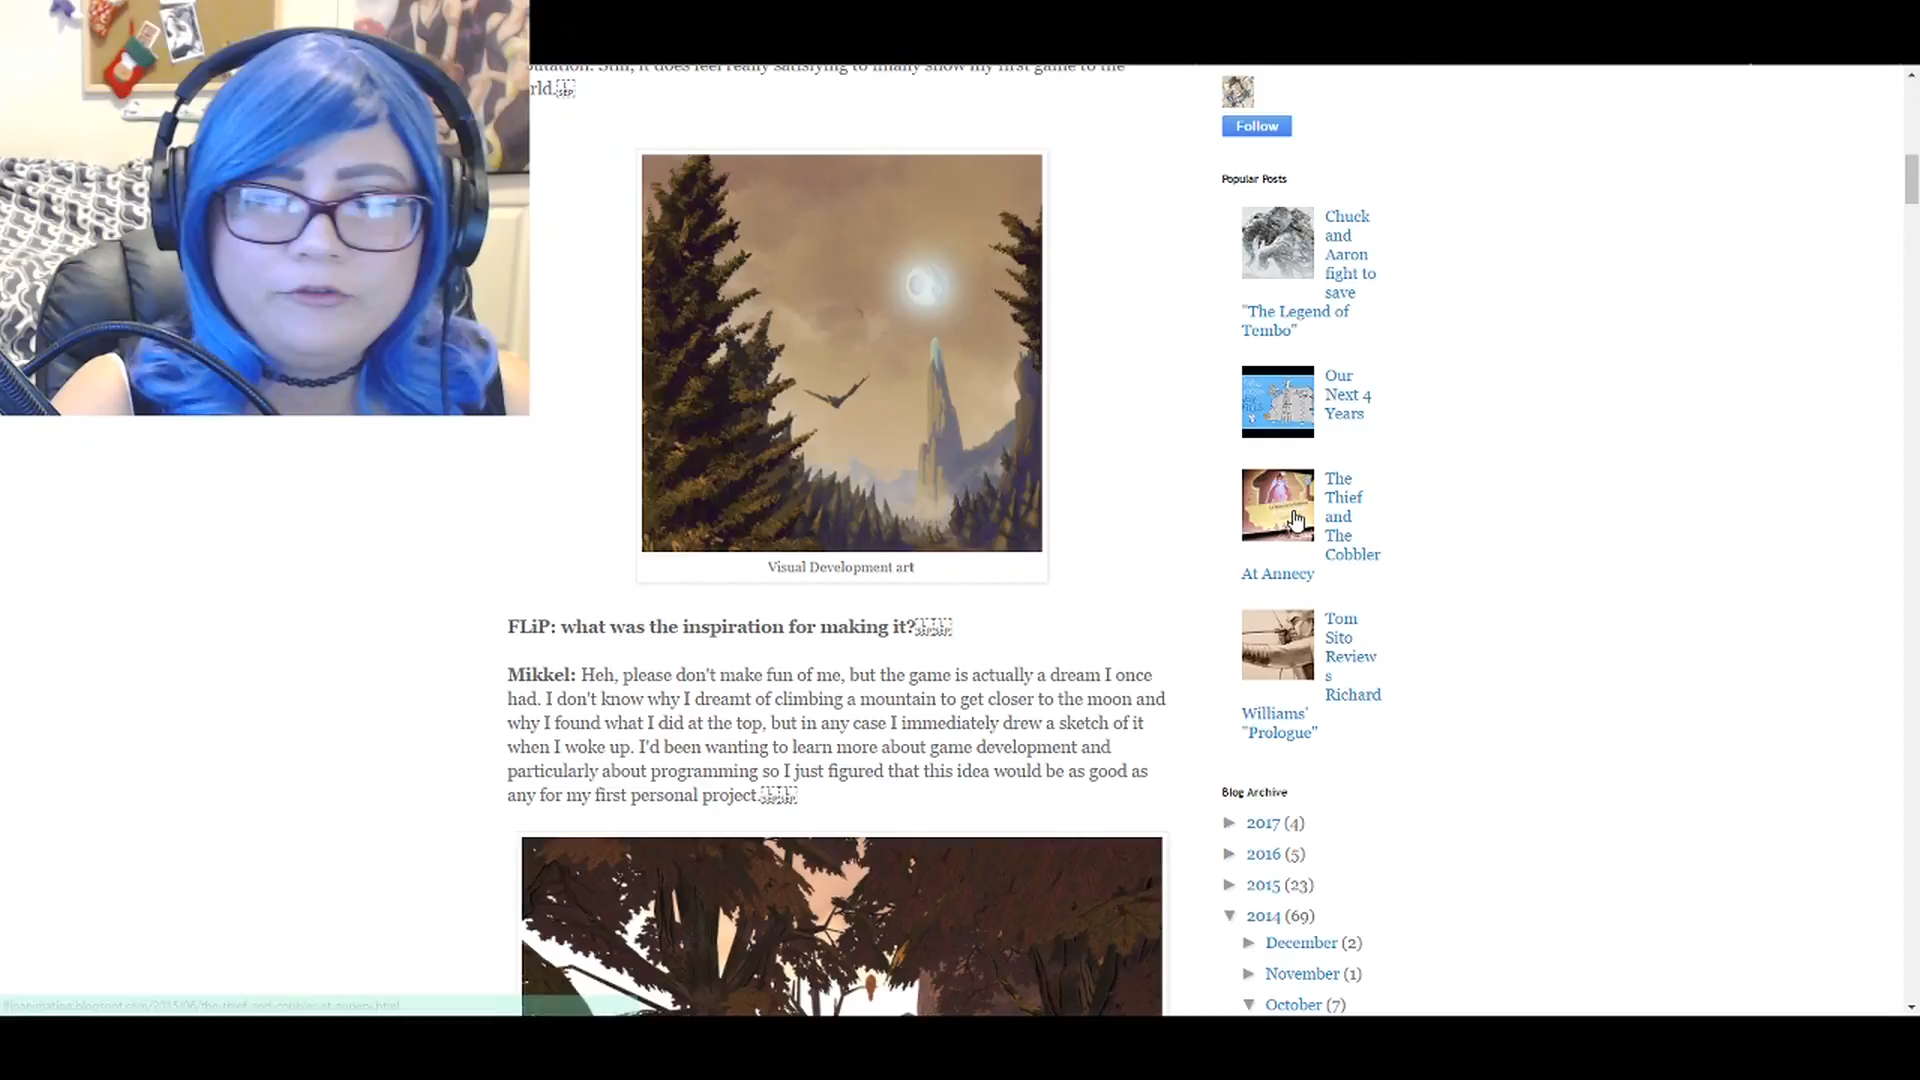 rld.
Visual Development art
FLiP: what was the inspiration for making it?
Mikkel: Heh, please don't make fun of me, but the game is actually a dream I once
had. I don't know why I dreamt of climbing a mountain to get closer to the moon and
why I found what I did at the top, but in any case I immediately drew a sketch of it
when I woke up. I'd been wanting to learn more about game development and
particularly about programming so I just figured that this idea would be as good as
any for my first personal project.
Follow
Popular Posts
Chuck
and
Aaron
fight to
save
"The Legend of
Tembo"
Our
Next 4
Years
The
Thief
and
The
Cobbler
At Annecy
Tom
Sito
Review
s
Richard
Williams'
"Prologue"
Blog Archive
► 2017 (4)
► 2016 (5)
► 2015 (23)
▼ 2014 (69)
► December (2)
► November (1)
▼ October (7)